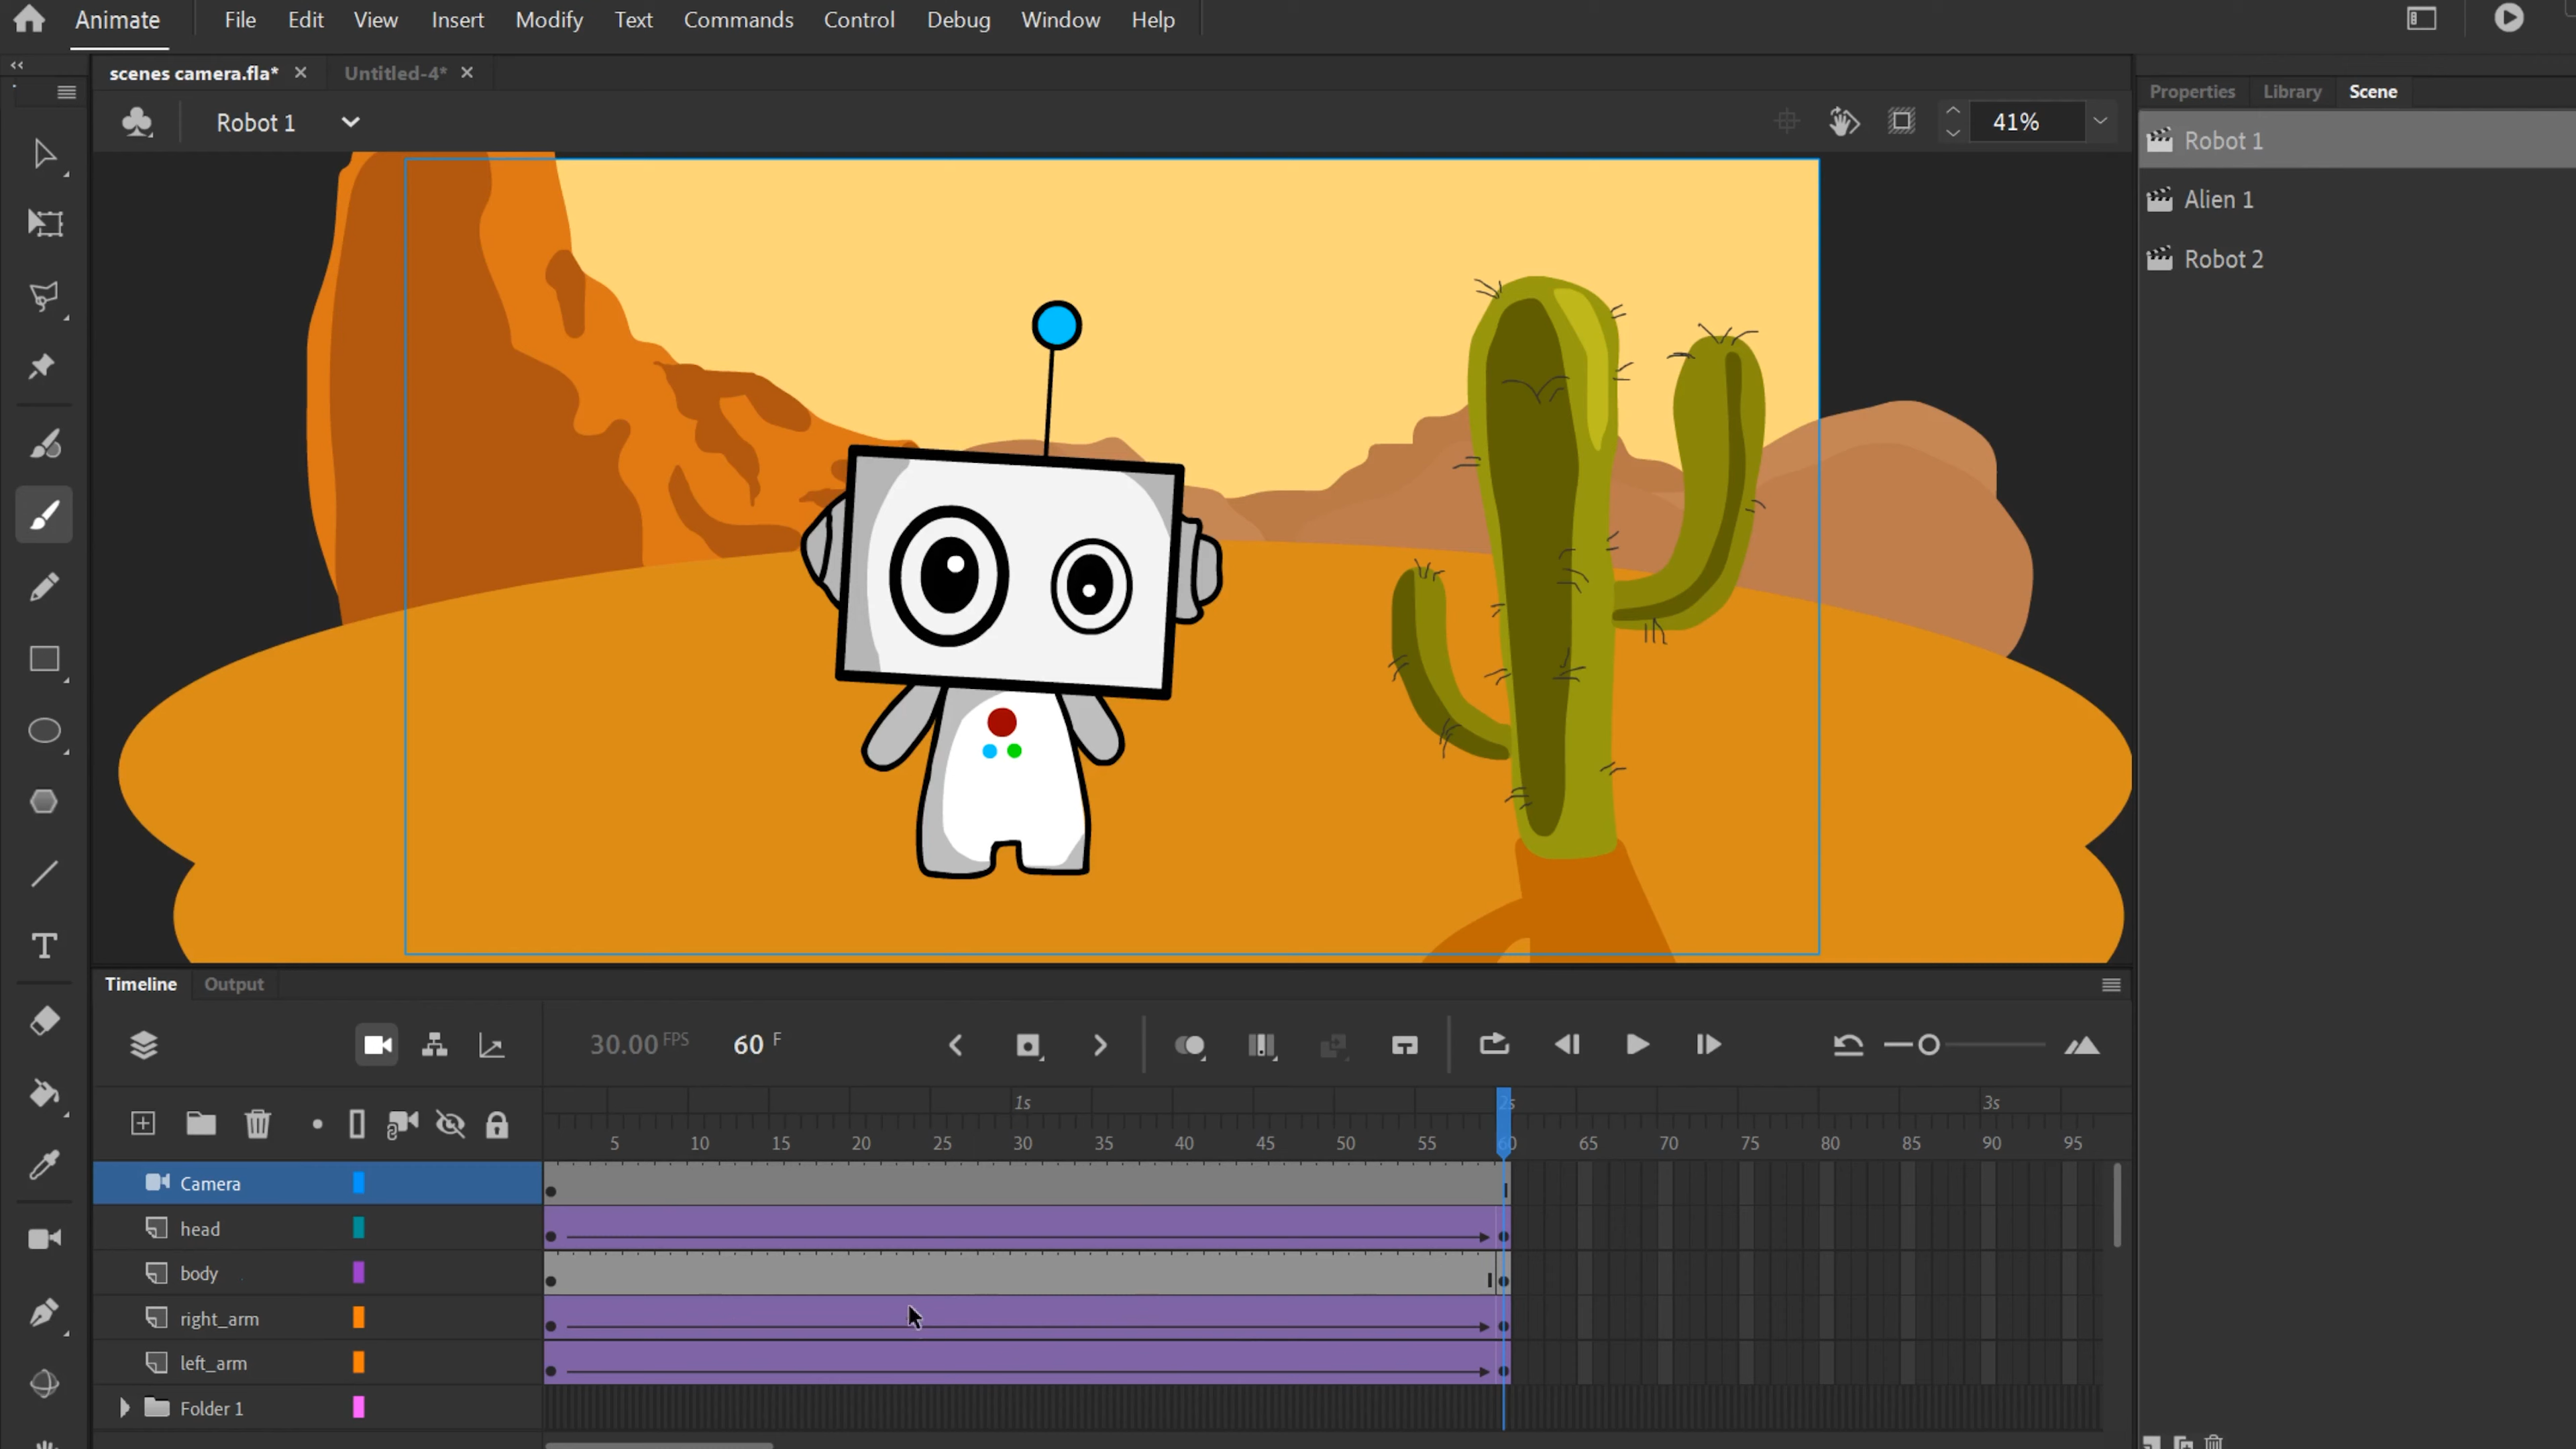 Animate File Edit View Insert Modify Text Commands Control Debug Window Help
scenes camera.fla* Untitled-4*
Properties Library Scene
Robot 1 41%
Robot 1
Alien 1
Robot 2
Timeline Output
30.00 FPS 60 F
1s 2s 3s
5 10 15 20 25 30 35 40 45 50 55 60 65 70 75 80 85 90 95
Camera
head
body
right_arm
left_arm
Folder 1